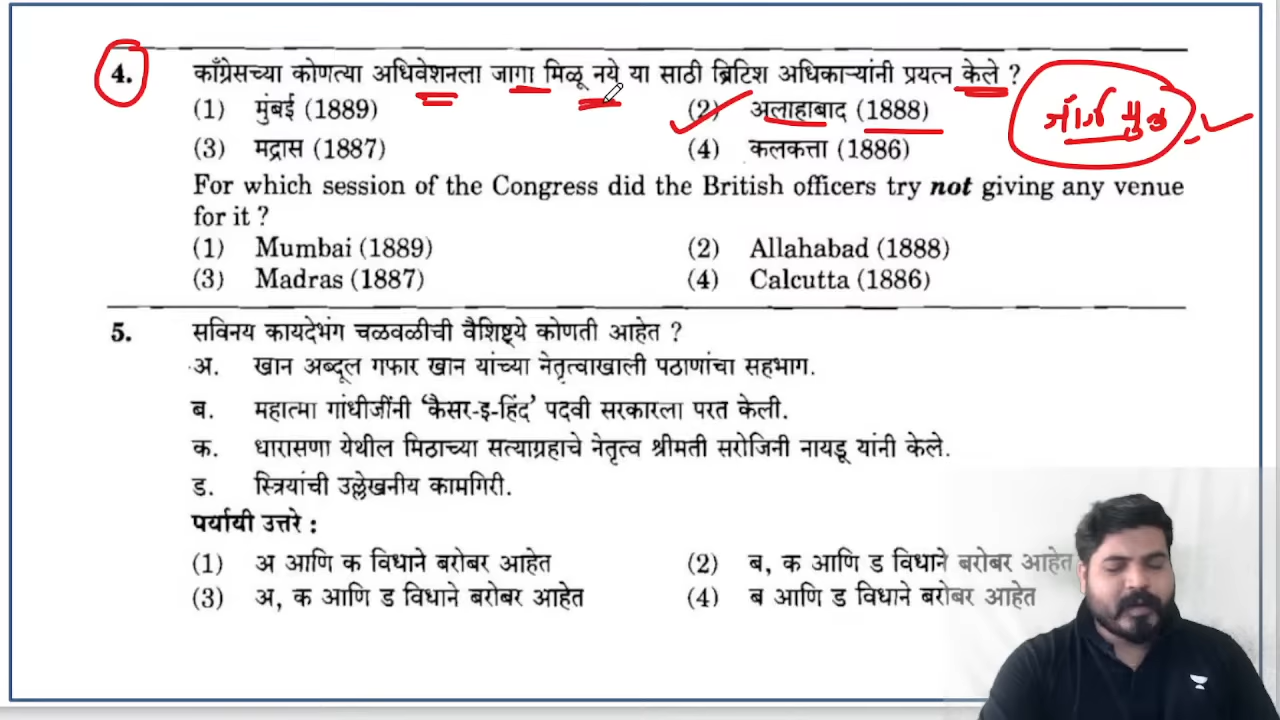 4. काँग्रेसच्या कोणत्या अधिवेशनला जागा मिळू नये या साठी ब्रिटिश अधिकाऱ्यांनी प्रयत्न केले ?
(1) मुंबई (1889) (2) अलाहाबाद (1888)
(3) मद्रास (1887) (4) कलकत्ता (1886)
For which session of the Congress did the British officers try not giving any venue
for it ?
(1) Mumbai (1889) (2) Allahabad (1888)
(3) Madras (1887) (4) Calcutta (1886)
5. सविनय कायदेभंग चळवळीची वैशिष्ट्ये कोणती आहेत ?
अ. खान अब्दूल गफार खान यांच्या नेतृत्वाखाली पठाणांचा सहभाग.
ब. महात्मा गांधीजींनी ‘कैसर-इ-हिंद’ पदवी सरकारला परत केली.
क. धारासणा येथील मिठाच्या सत्याग्रहाचे नेतृत्व श्रीमती सरोजिनी नायडू यांनी केले.
ड. स्त्रियांची उल्लेखनीय कामगिरी.
पर्यायी उत्तरे :
(1) अ आणि क विधाने बरोबर आहेत (2) ब, क आणि ड विधाने बरोबर आहेत
(3) अ, क आणि ड विधाने बरोबर आहेत (4) ब आणि ड विधाने बरोबर आहेत